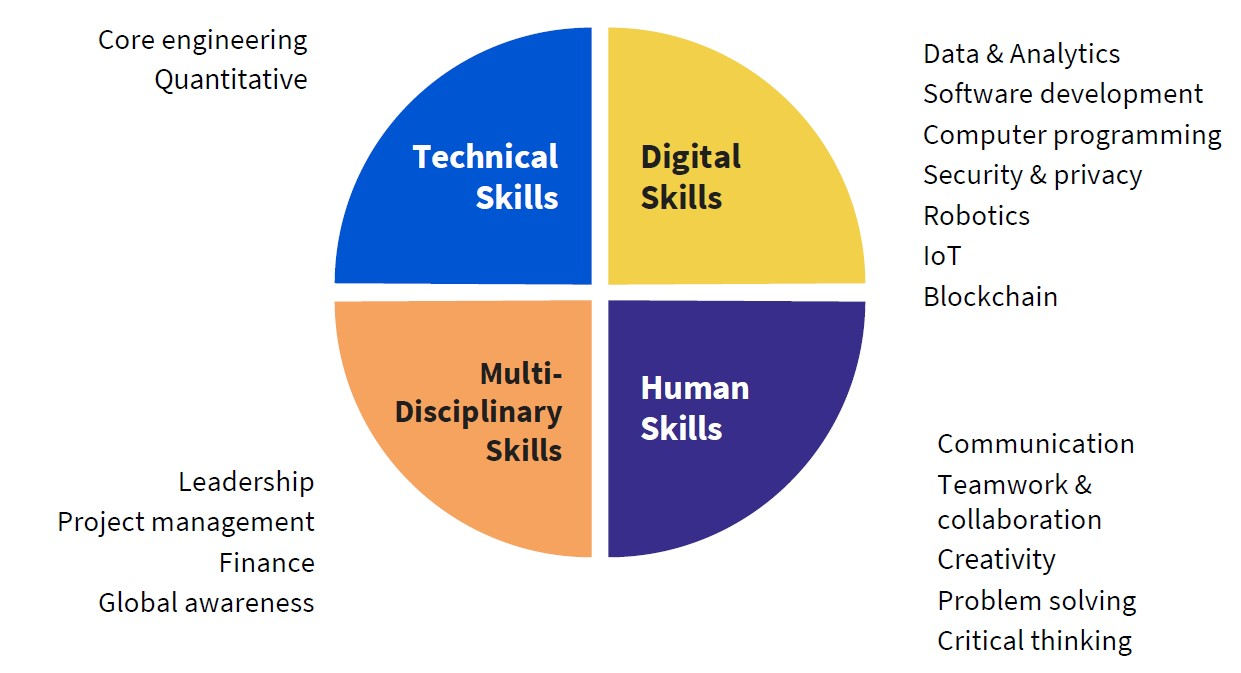 Core engineering
Quantitative
Technical
Skills
Digital
Skills
Data & Analytics
Software development
Computer programming
Security & privacy
Robotics
IoT
Blockchain
Multi-
Disciplinary
Skills
Leadership
Project management
Finance
Global awareness
Human
Skills
Communication
Teamwork &
collaboration
Creativity
Problem solving
Critical thinking